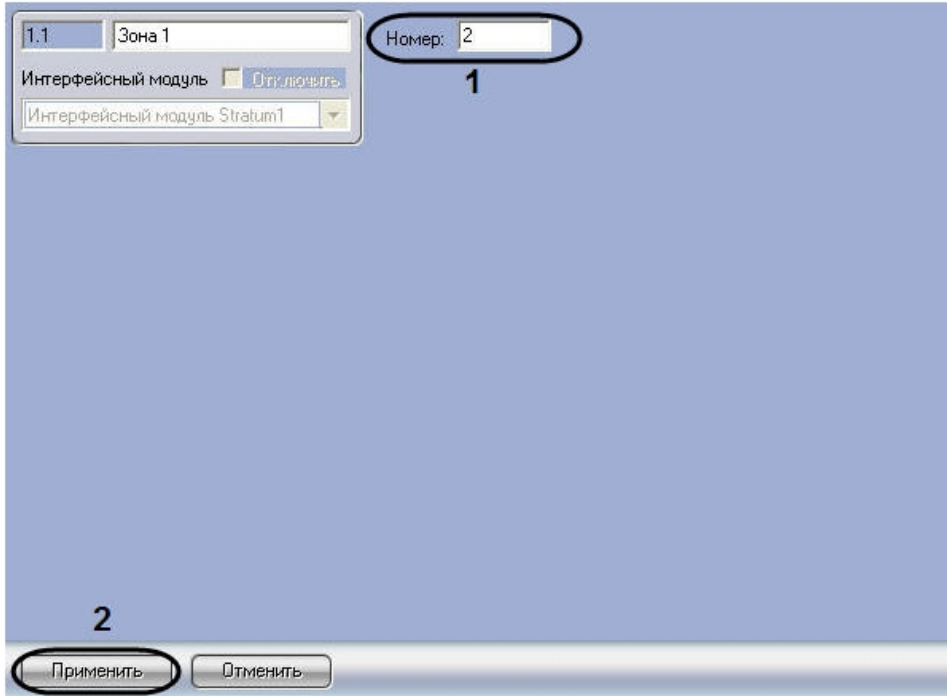 1.1 Зона 1 Номер: 2
Интерфейсный модуль Отключить 1
Интерфейсный модуль Stratum1
2
Применить Отменить